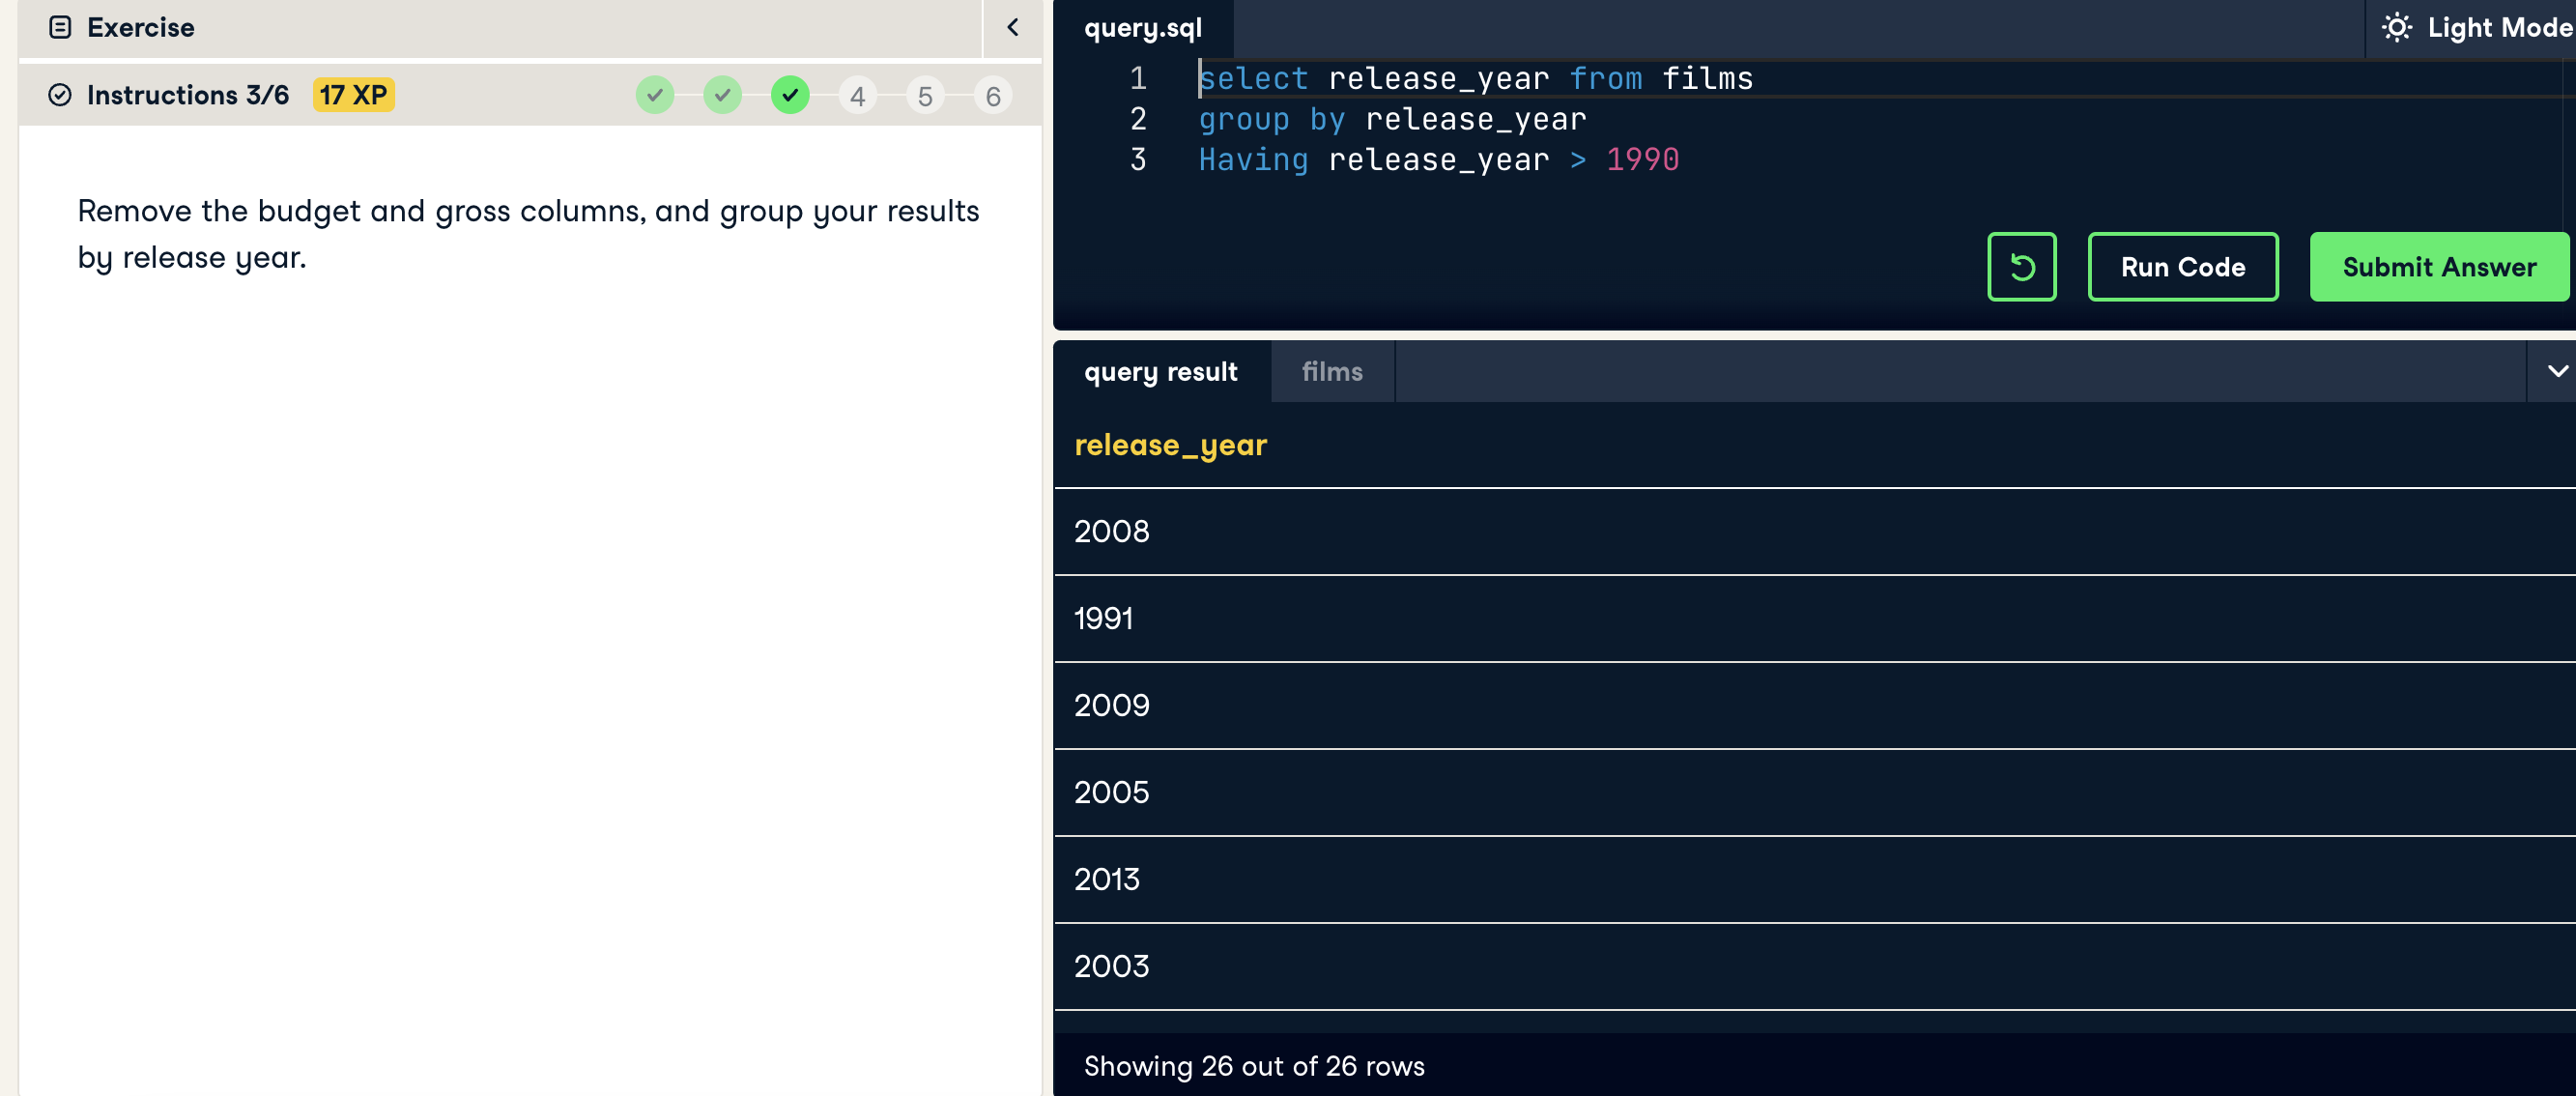 Exercise
Instructions 3/6 17 XP 4 5 6
Remove the budget and gross columns, and group your results
by release year.
query.sql
Light Mode
1 select release_year from films
2 group by release_year
3 Having release_year > 1990
Run Code
Submit Answer
query result films
release_year
2008
1991
2009
2005
2013
2003
Showing 26 out of 26 rows